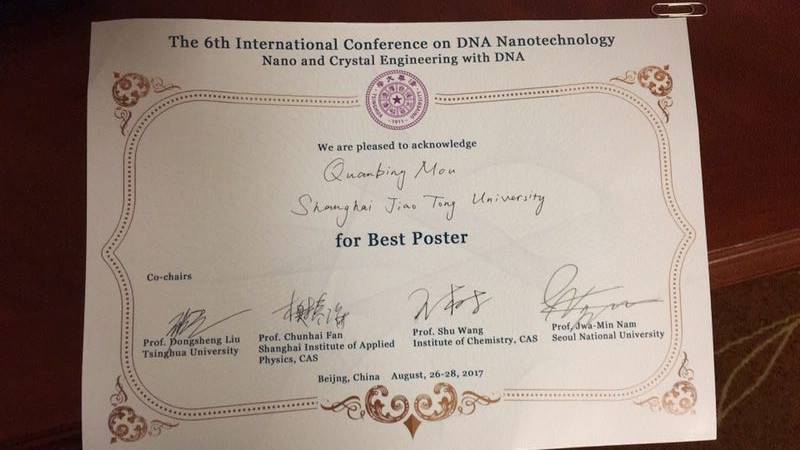 The 6th International Conference on DNA Nanotechnology
Nano and Crystal Engineering with DNA
1911
We are pleased to acknowledge
Quanbing Mou
Shanghai Jiao Tong University
for Best Poster
Co-chairs
Prof. Dongsheng Liu
Tsinghua University
Prof. Chunhai Fan
Shanghai Institute of Applied
Physics, CAS
Prof. Shu Wang
Institute of Chemistry, CAS
Prof. Jwa-Min Nam
Seoul National University
Beijng, China August, 26-28, 2017